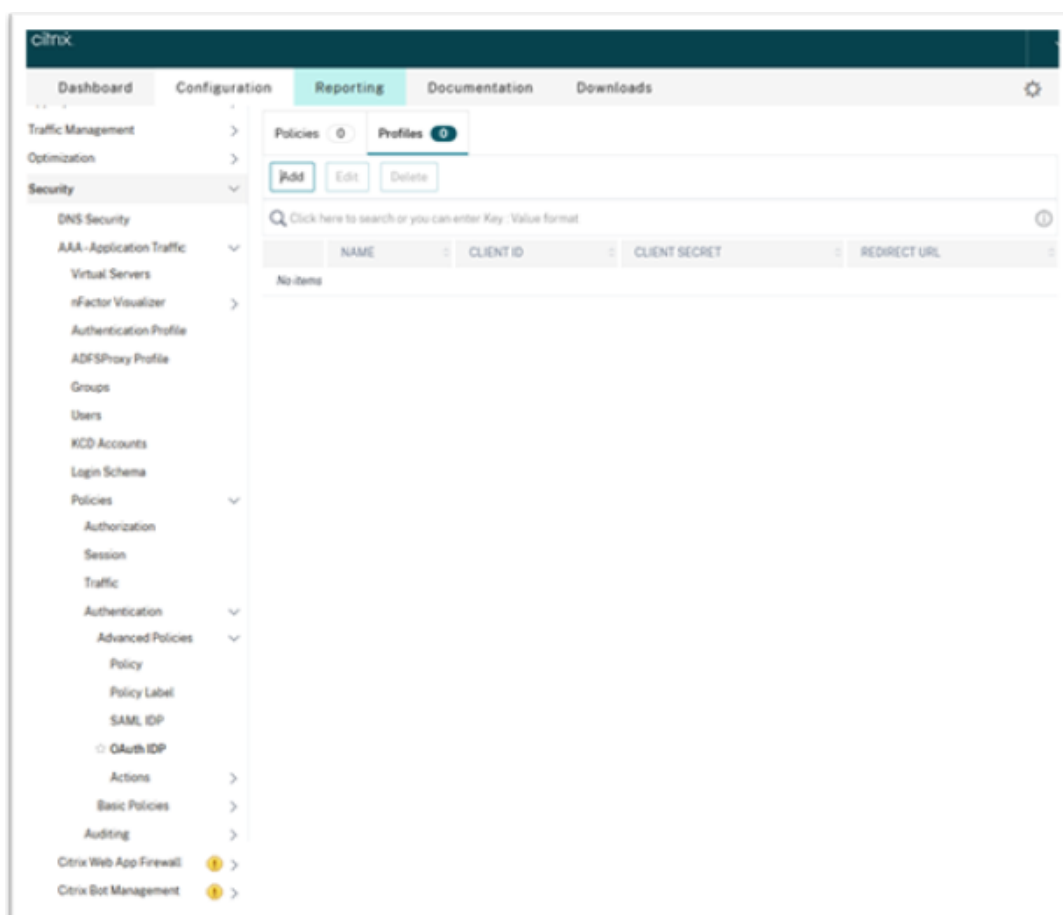 citrix.
Dashboard Configuration Reporting Documentation Downloads
Traffic Management
Optimization
Security
DNS Security
AAA - Application Traffic
Virtual Servers
nFactor Visualizer
Authentication Profile
ADFSProxy Profile
Groups
Users
KCD Accounts
Login Schema
Policies
Authorization
Session
Traffic
Authentication
Advanced Policies
Policy
Policy Label
SAML IDP
OAuth IDP
Actions
Basic Policies
Auditing
Citrix Web App Firewall
Citrix Bot Management
Policies 0 Profiles 0
Add Edit Delete
Click here to search or you can enter Key : Value format
NAME CLIENT ID CLIENT SECRET REDIRECT URL
No items